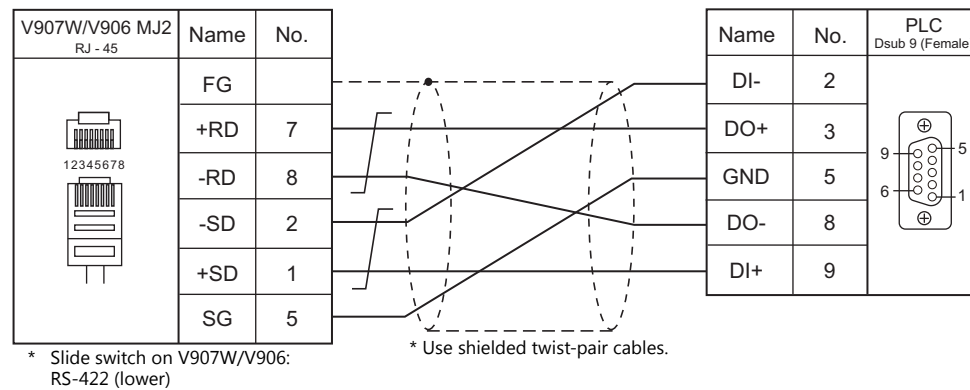 V907W/V906 MJ2 Name No.
RJ - 45
FG
+RD 7
-RD 8
-SD 2
+SD 1
SG 5
12345678
Name No. PLC
Dsub 9 (Female
DI- 2
DO+ 3
GND 5
DO- 8
DI+ 9
9 5
6 1
* Use shielded twist-pair cables.
* Slide switch on V907W/V906:
RS-422 (lower)